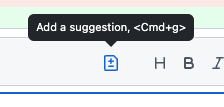 Add a suggestion, <Cmd+g>
H B I